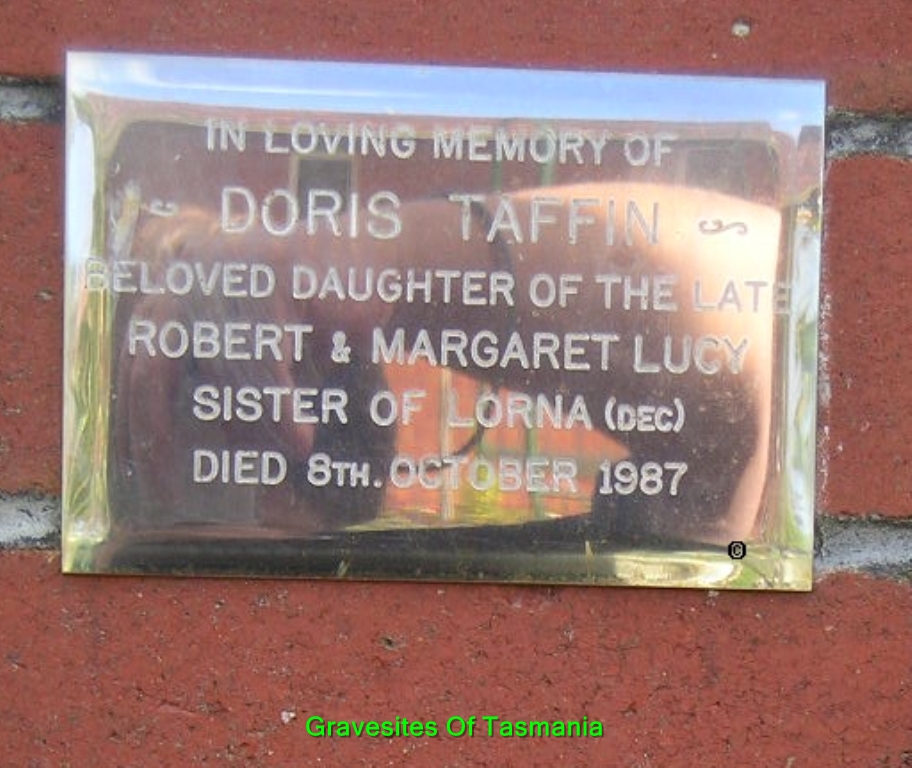 IN LOVING MEMORY OF
DORIS TAFFIN
BELOVED DAUGHTER OF THE LATE
ROBERT & MARGARET LUCY
SISTER OF LORNA (DEC)
DIED 8TH. OCTOBER 1987
©
Gravesites Of Tasmania